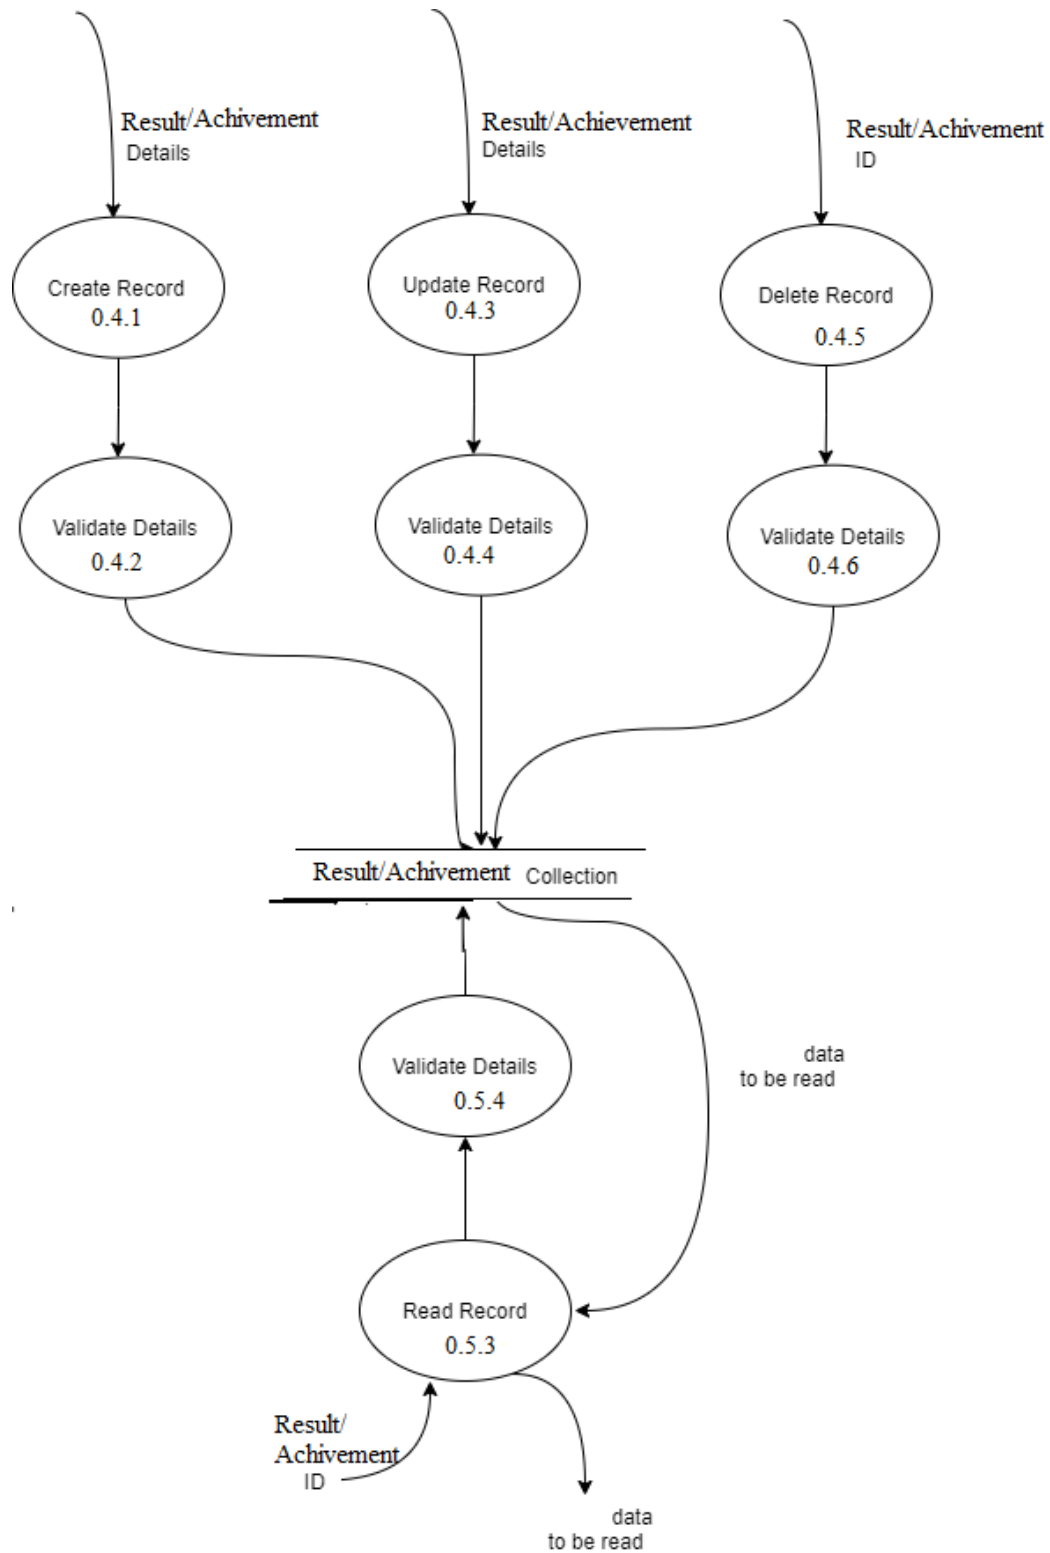 Result/Achivement
Details
Result/Achievement
Details
Result/Achivement
ID
Create Record
0.4.1
Update Record
0.4.3
Delete Record
0.4.5
Validate Details
0.4.2
Validate Details
0.4.4
Validate Details
0.4.6
Result/Achivement Collection
Validate Details
0.5.4
data
to be read
Read Record
0.5.3
Result/
Achivement
ID
data
to be read